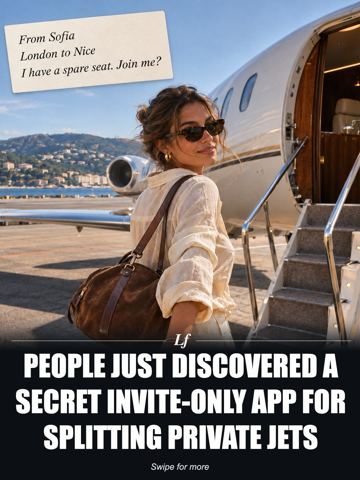 From Sofia
London to Nice
I have a spare seat. Join me?
Lf
PEOPLE JUST DISCOVERED A
SECRET INVITE-ONLY APP FOR
SPLITTING PRIVATE JETS
Swipe for more